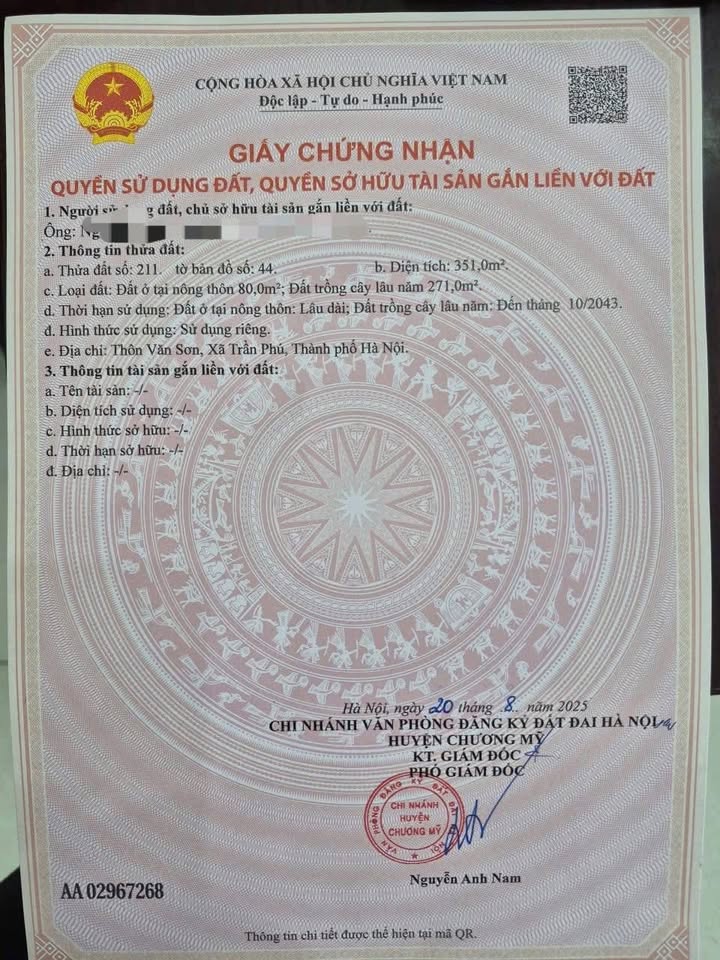 CỘNG HÒA XÃ HỘI CHỦ NGHĨA VIỆT NAM
Độc lập - Tự do - Hạnh phúc
GIẤY CHỨNG NHẬN
QUYỀN SỬ DỤNG ĐẤT, QUYỀN SỞ HỮU TÀI SẢN GẮN LIỀN VỚI ĐẤT
1. Người đất, chủ sở hữu tài sản gắn liền với đất:
Ông:
2. Thông tin thửa đất:
a. Thửa đất số: 211. tờ bản đồ số: 44. b. Diện tích: 351,0m².
c. Loại đất: Đất ở tại nông thôn 80,0m²; Đất trồng cây lâu năm 271,0m².
d. Thời hạn sử dụng: Đất ở tại nông thôn: Lâu dài; Đất trồng cây lâu năm: Đến tháng 10/2043.
đ. Hình thức sử dụng: Sử dụng riêng.
e. Địa chỉ: Thôn Văn Sơn, Xã Trần Phú, Thành phố Hà Nội.
3. Thông tin tài sản gắn liền với đất:
a. Tên tài sản: -/-
b. Diện tích sử dụng: -/-
c. Hình thức sở hữu: -/-
d. Thời hạn sở hữu: -/-
đ. Địa chỉ: -/-
Hà Nội, ngày 20 tháng 8 năm 2025
CHI NHÁNH VĂN PHÒNG ĐĂNG KÝ ĐẤT ĐAI HÀ NỘI
HUYỆN CHƯƠNG MỸ
KT. GIÁM ĐỐC
PHÓ GIÁM ĐỐC
VĂN PHÒNG ĐĂNG KÝ ĐẤT
CHI NHÁNH
HUYỆN
CHƯƠNG MỸ
Nguyễn Anh Nam
AA 02967268
Thông tin chi tiết được thể hiện tại mã QR.